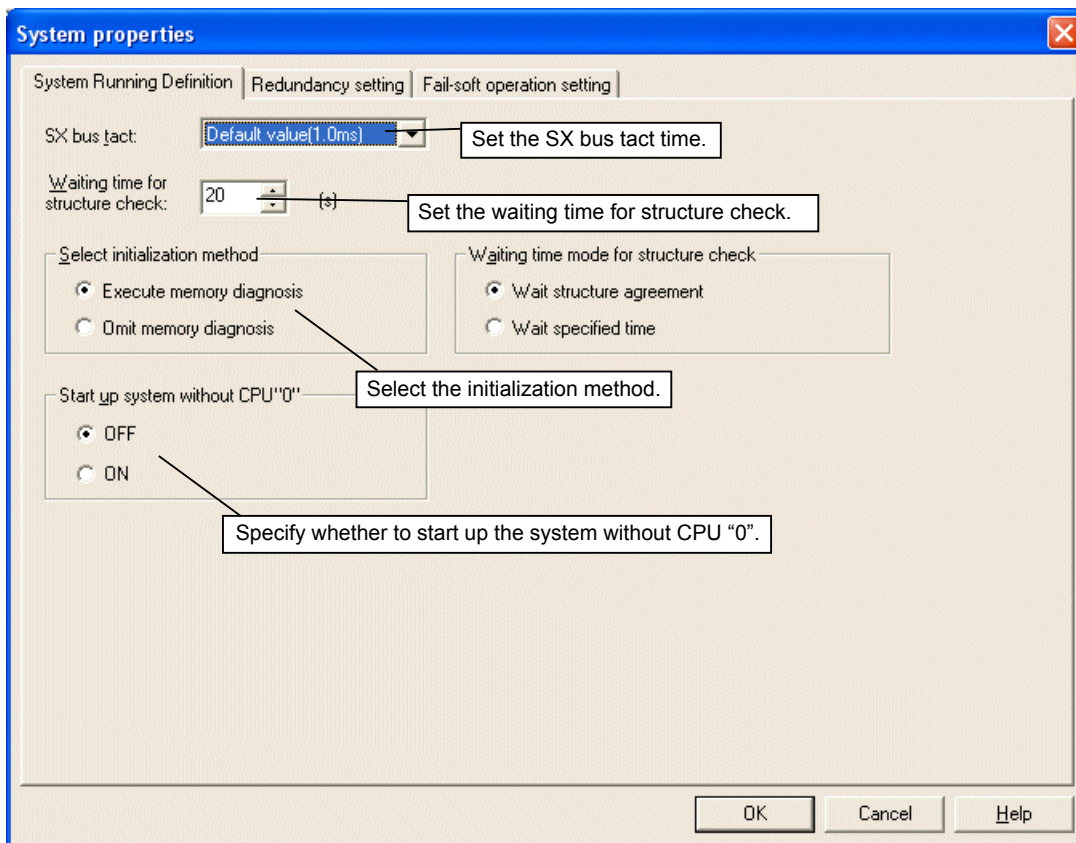 System properties
System Running Definition
Redundancy setting
Fail-soft operation setting
SX bus tact:
Default value(1.0ms)
Set the SX bus tact time.
Waiting time for
structure check:
20
(s)
Set the waiting time for structure check.
Select initialization method
Execute memory diagnosis
Omit memory diagnosis
Waiting time mode for structure check
Wait structure agreement
Wait specified time
Select the initialization method.
Start up system without CPU"0"
OFF
ON
Specify whether to start up the system without CPU “0”.
OK
Cancel
Help